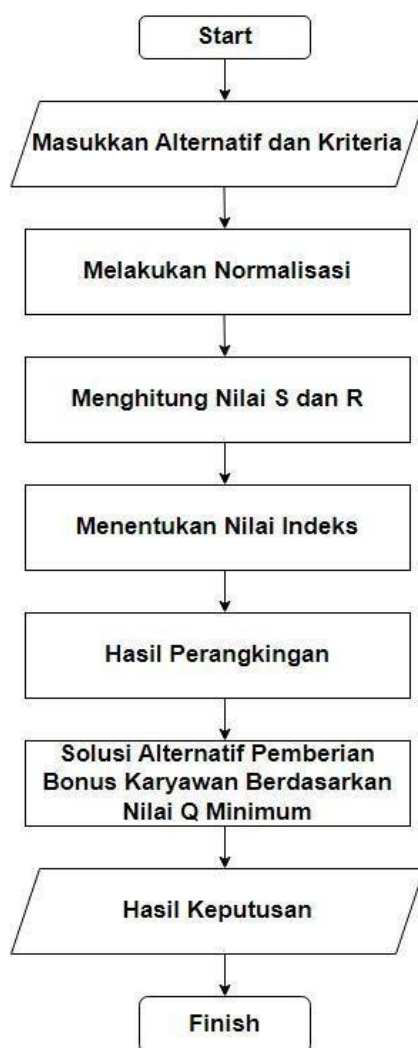 Start
Masukkan Alternatif dan Kriteria
Melakukan Normalisasi
Menghitung Nilai S dan R
Menentukan Nilai Indeks
Hasil Perangkingan
Solusi Alternatif Pemberian
Bonus Karyawan Berdasarkan
Nilai Q Minimum
Hasil Keputusan
Finish